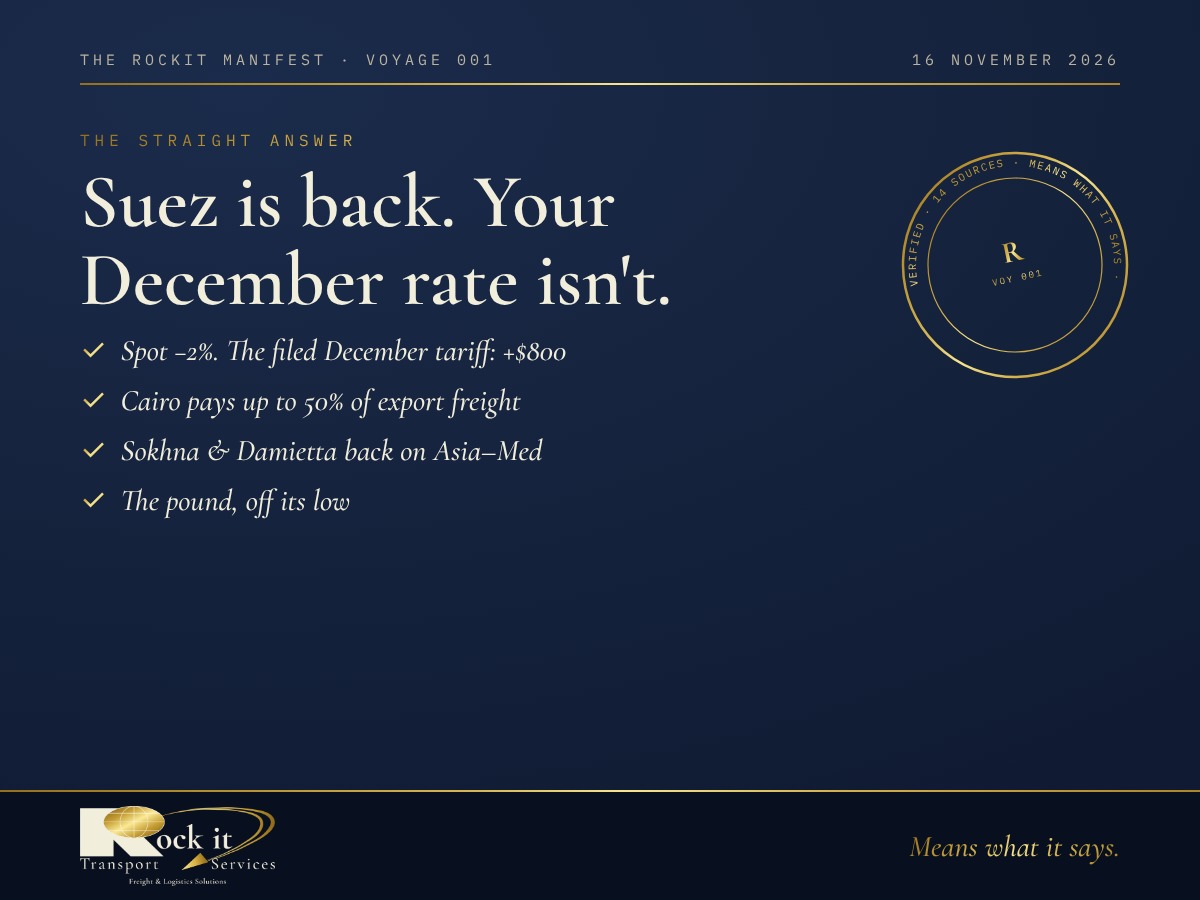 THE ROCKIT MANIFEST · VOYAGE 001
16 NOVEMBER 2026
THE STRAIGHT ANSWER
Suez is back. Your
December rate isn't.
VERIFIED · 14 SOURCES · MEANS WHAT IT SAYS ·
R
VOY 001
Spot –2%. The filed December tariff: +$800
Cairo pays up to 50% of export freight
Sokhna & Damietta back on Asia–Med
The pound, off its low
Rock it
Transport Services
Freight & Logistics Solutions
Means what it says.